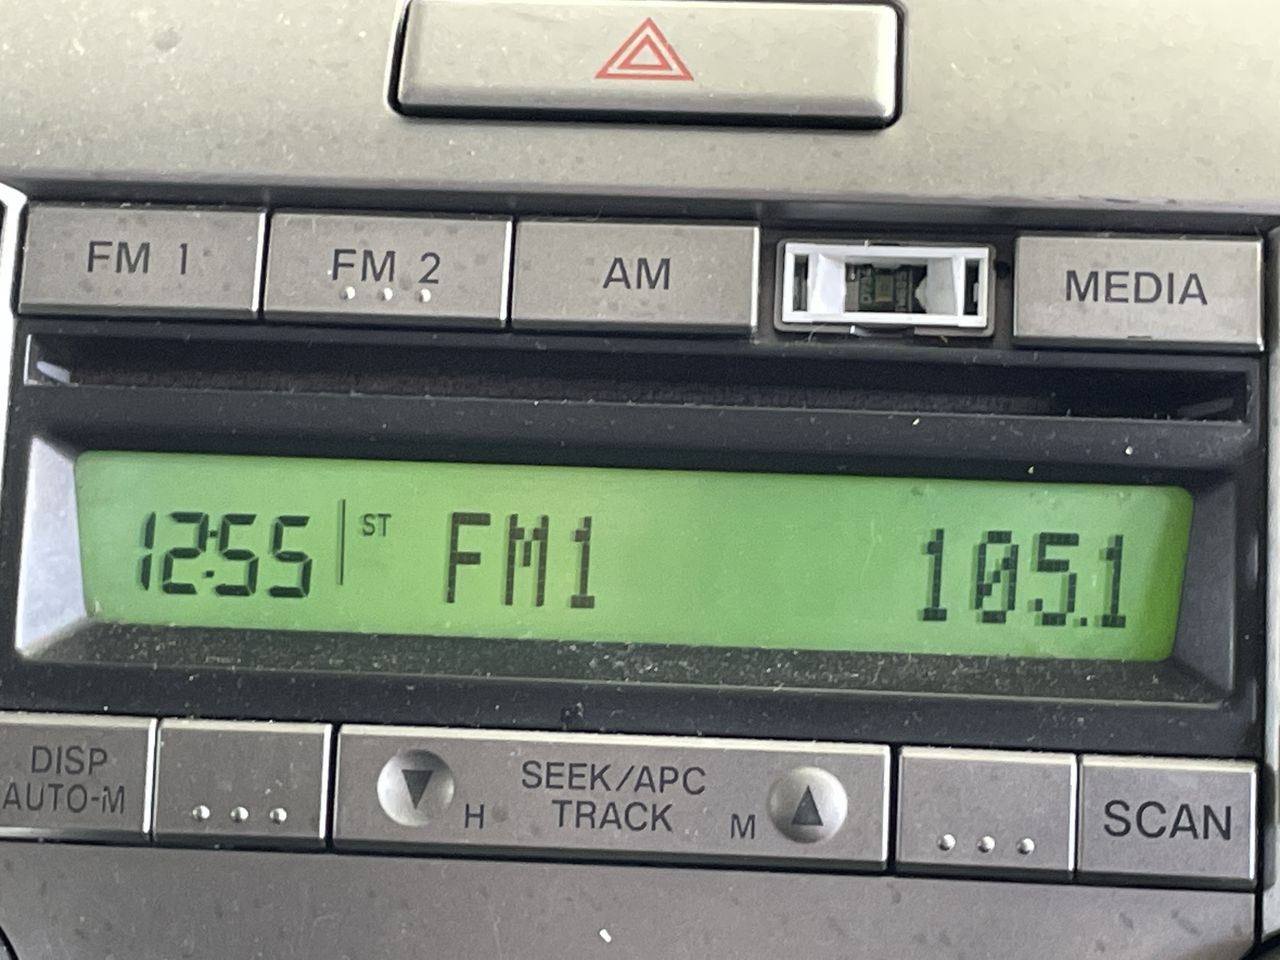 FM 1
FM 2
AM
MEDIA
12:55
ST
FM1
105.1
DISP
AUTO-M
SEEK/APC
TRACK
H
M
SCAN